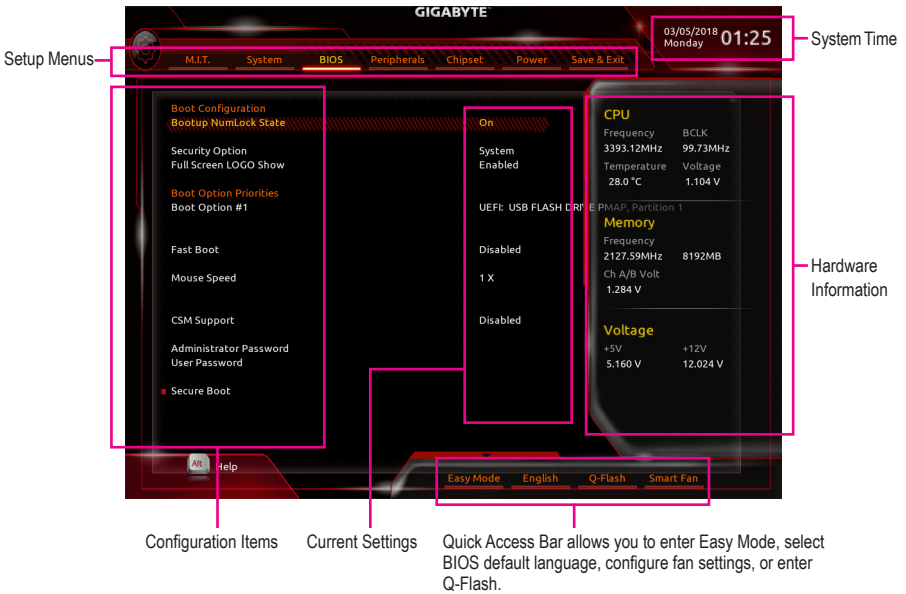 GIGABYTE
03/05/2018
Monday
01:25
System Time
Setup Menus
M.I.T. System BIOS Peripherals Chipset Power Save & Exit
Boot Configuration
Bootup NumLock State On
Security Option System
Full Screen LOGO Show Enabled
Boot Option Priorities
Boot Option #1 UEFI: USB FLASH DRIVE PMAP, Partition 1
Fast Boot Disabled
Mouse Speed 1 X
CSM Support Disabled
Administrator Password
User Password
Secure Boot
CPU
Frequency BCLK
3393.12MHz 99.73MHz
Temperature Voltage
28.0 °C 1.104 V
Memory
Frequency
2127.59MHz 8192MB
Ch A/B Volt
1.284 V
Voltage
+5V +12V
5.160 V 12.024 V
Hardware
Information
Alt Help
Easy Mode English Q-Flash Smart Fan
Configuration Items
Current Settings
Quick Access Bar allows you to enter Easy Mode, select
BIOS default language, configure fan settings, or enter
Q-Flash.